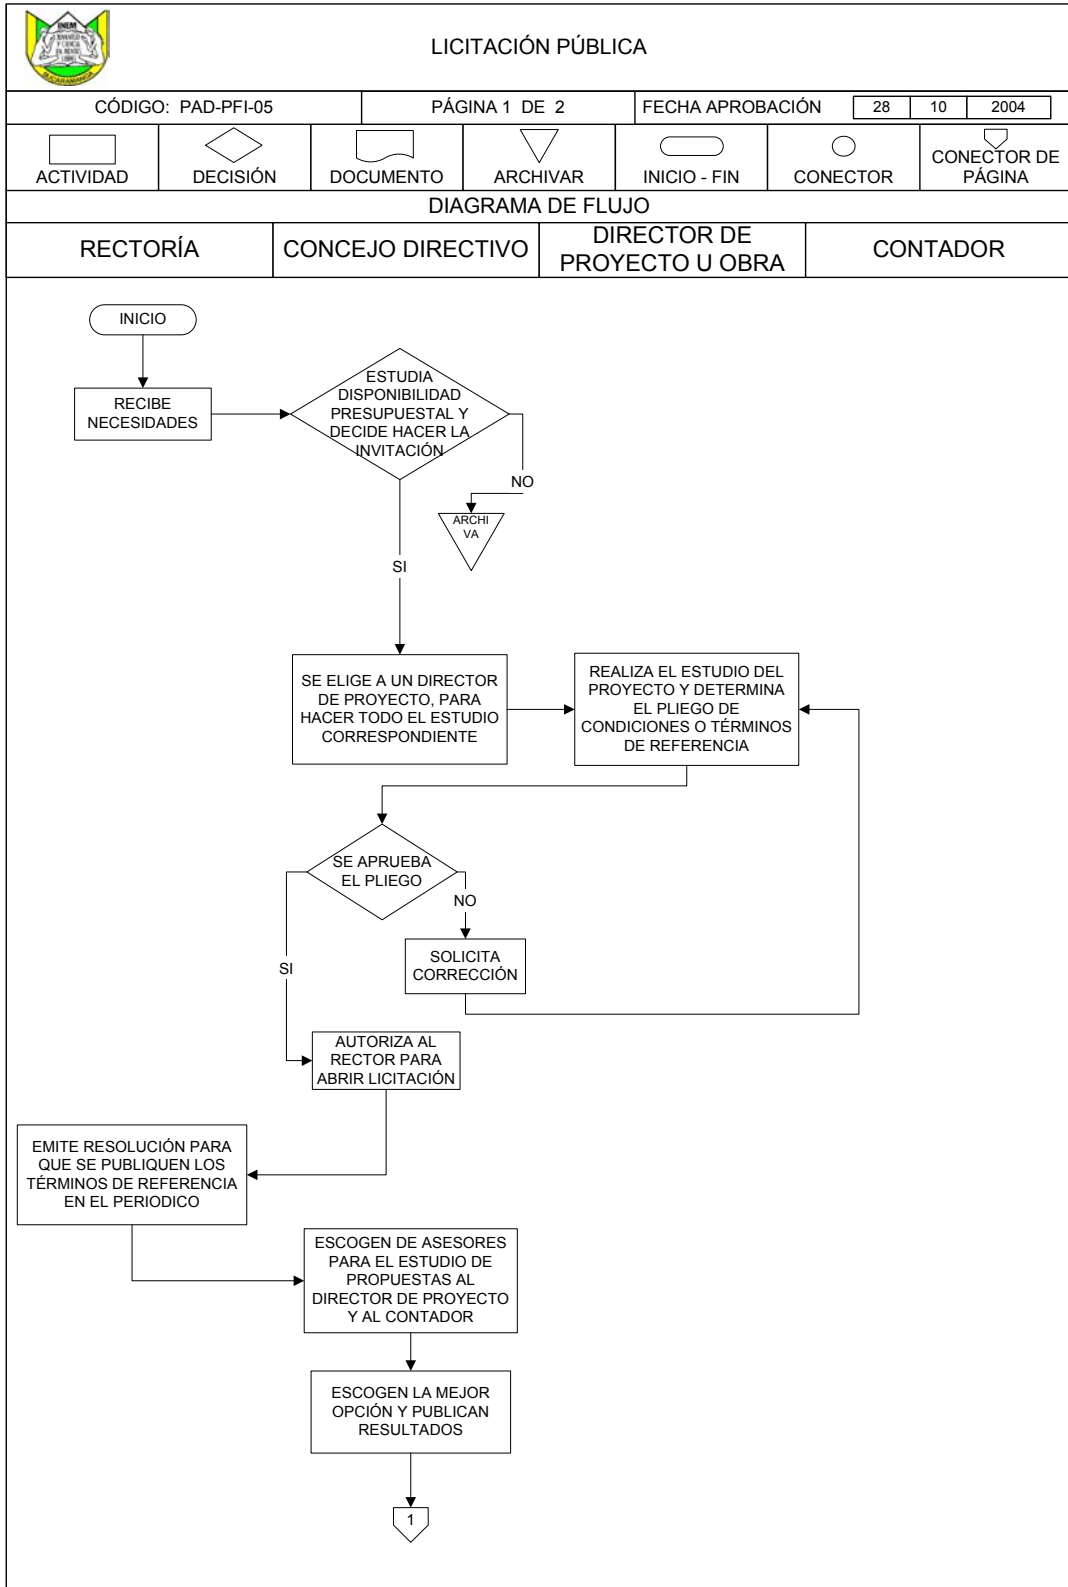 INEM
JUVENTUD
Y CIENCIA
BUCARAMANGA
LICITACIÓN PÚBLICA
CÓDIGO: PAD-PFI-05
PÁGINA 1 DE 2
FECHA APROBACIÓN
28
10
2004
ACTIVIDAD
DECISIÓN
DOCUMENTO
ARCHIVAR
INICIO - FIN
CONECTOR
CONECTOR DE
PÁGINA
DIAGRAMA DE FLUJO
RECTORÍA
CONCEJO DIRECTIVO
DIRECTOR DE
PROYECTO U OBRA
CONTADOR
INICIO
RECIBE
NECESIDADES
ESTUDIA
DISPONIBILIDAD
PRESUPUESTAL Y
DECIDE HACER LA
INVITACIÓN
NO
ARCHI
VA
SI
SE ELIGE A UN DIRECTOR
DE PROYECTO, PARA
HACER TODO EL ESTUDIO
CORRESPONDIENTE
REALIZA EL ESTUDIO DEL
PROYECTO Y DETERMINA
EL PLIEGO DE
CONDICIONES O TÉRMINOS
DE REFERENCIA
SE APRUEBA
EL PLIEGO
NO
SOLICITA
CORRECCIÓN
SI
AUTORIZA AL
RECTOR PARA
ABRIR LICITACIÓN
EMITE RESOLUCIÓN PARA
QUE SE PUBLIQUEN LOS
TÉRMINOS DE REFERENCIA
EN EL PERIODICO
ESCOGEN DE ASESORES
PARA EL ESTUDIO DE
PROPUESTAS AL
DIRECTOR DE PROYECTO
Y AL CONTADOR
ESCOGEN LA MEJOR
OPCIÓN Y PUBLICAN
RESULTADOS
1